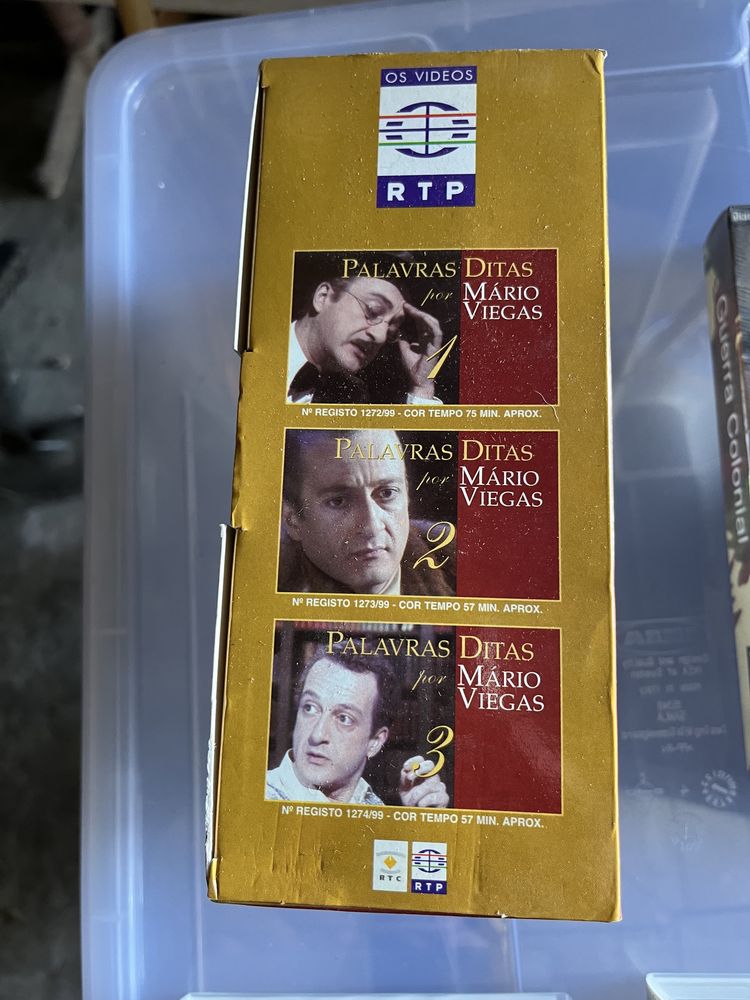 OS VIDEOS
RTP
PALAVRAS DITAS
por MÁRIO
VIEGAS
1
Nº REGISTO 1272/99 - COR TEMPO 75 MIN. APROX.
PALAVRAS DITAS
por MÁRIO
VIEGAS
2
Nº REGISTO 1273/99 - COR TEMPO 57 MIN. APROX.
PALAVRAS DITAS
por MÁRIO
VIEGAS
3
Nº REGISTO 1274/99 - COR TEMPO 57 MIN. APROX.
RTC
RTP
Guerra Colonial